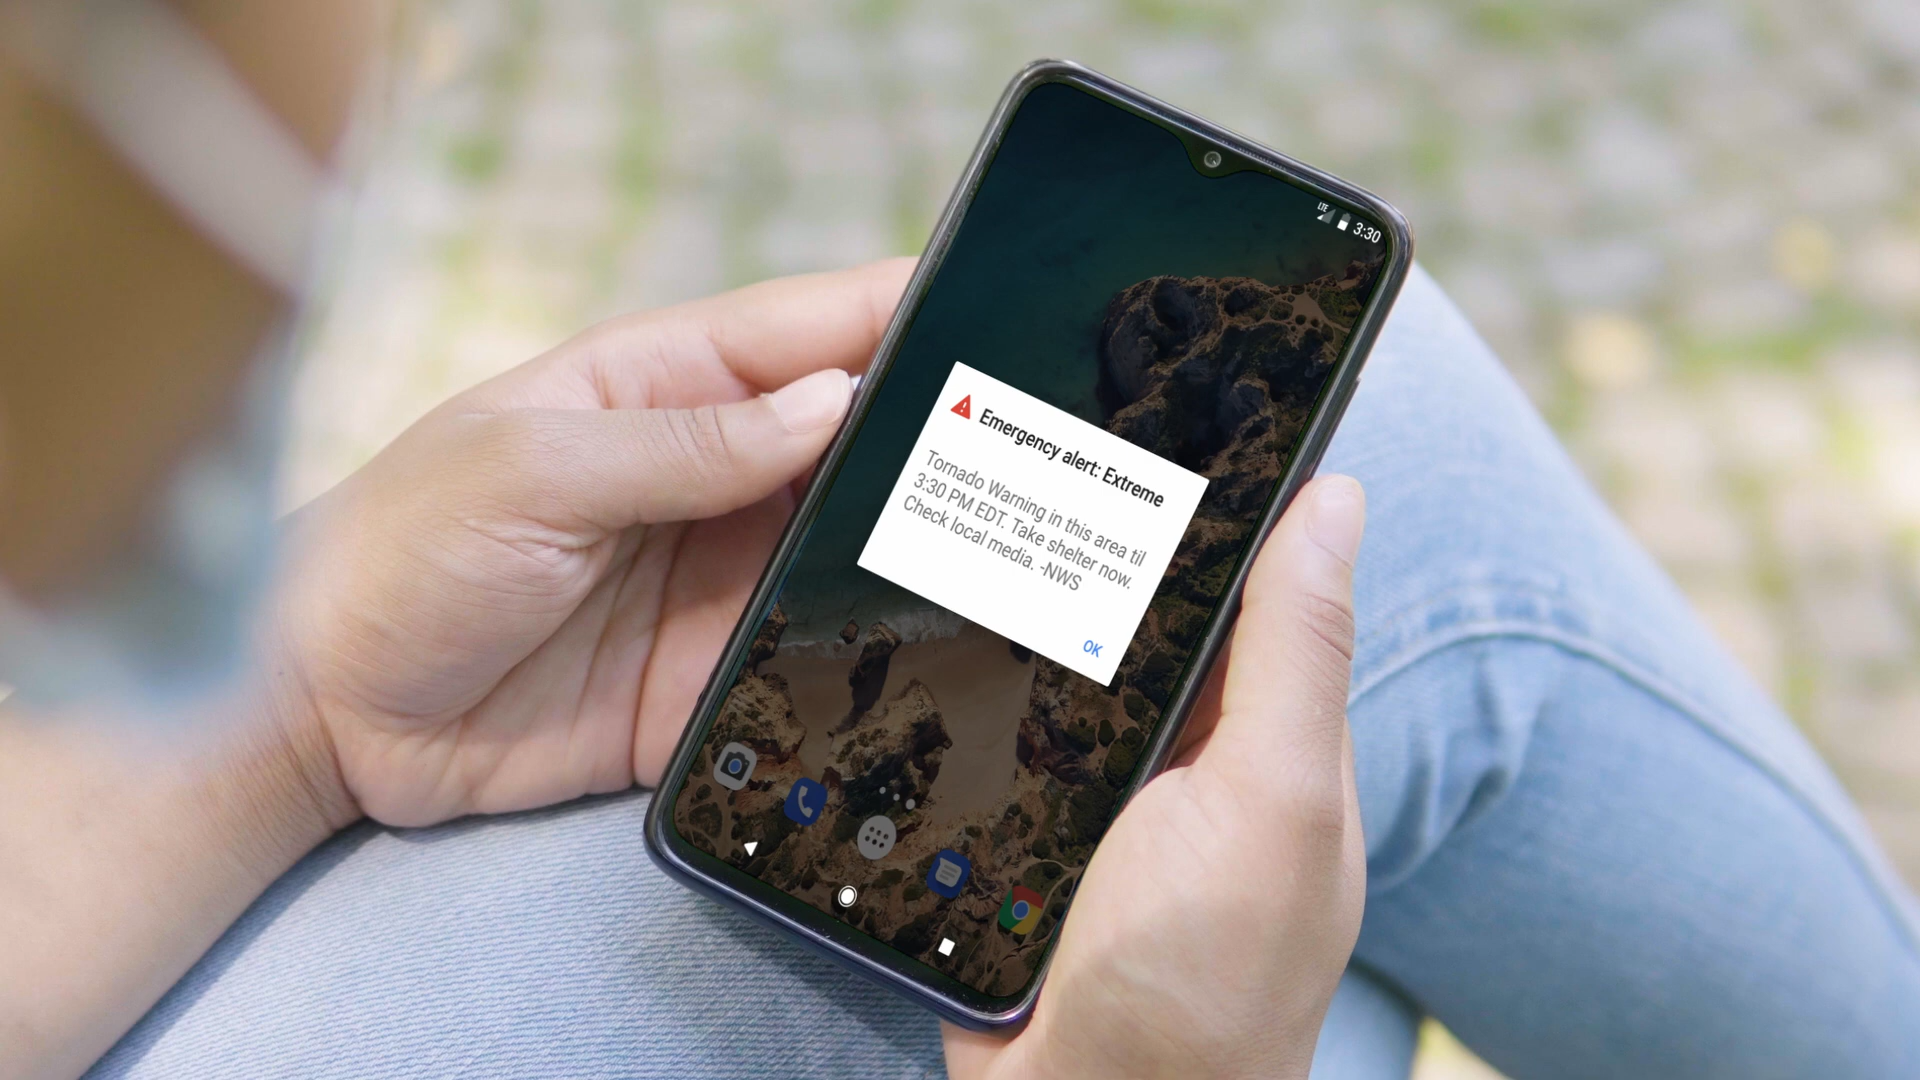 LTE 3:30
Emergency alert: Extreme
Tornado Warning in this area til
3:30 PM EDT. Take shelter now.
Check local media. -NWS
OK